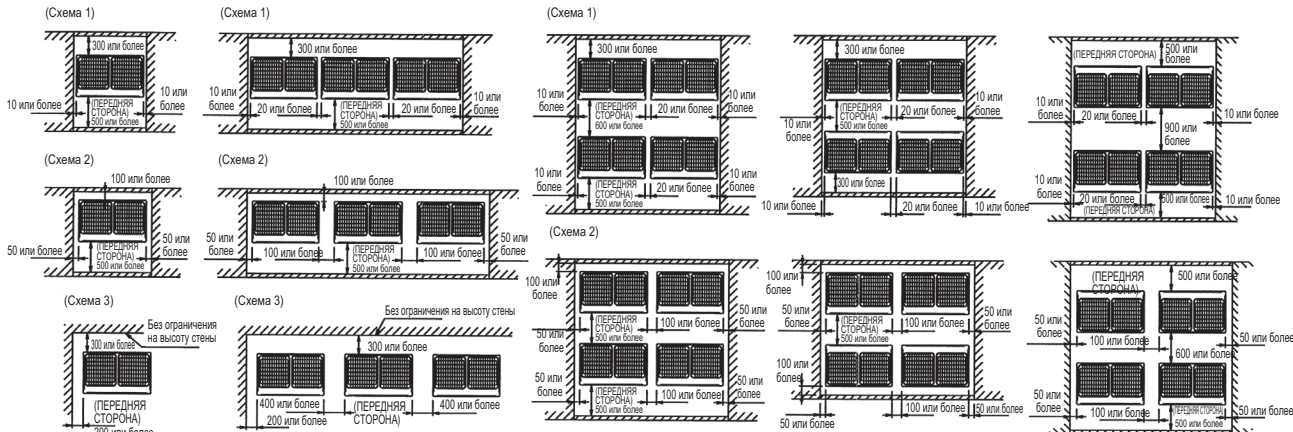 (Схема 1)
300 или более
10 или более
(ПЕРЕДНЯЯ
СТОРОНА)
500 или более
10 или
более
(Схема 1)
300 или более
10 или
более
20 или более
(ПЕРЕДНЯЯ
СТОРОНА)
500 или более
20 или более
10 или
более
(Схема 2)
100 или более
50 или более
(ПЕРЕДНЯЯ
СТОРОНА)
500 или более
50 или
более
(Схема 2)
100 или более
50 или
более
100 или более
(ПЕРЕДНЯЯ
СТОРОНА)
500 или более
100 или более
50 или
более
(Схема 3)
Без ограничения
на высоту стены
300 или более
(ПЕРЕДНЯЯ
СТОРОНА)
200 или более
(Схема 3)
Без ограничения на высоту стены
300 или более
400 или более
200 или более
(ПЕРЕДНЯЯ
СТОРОНА)
400 или более
(Схема 1)
300 или более
10 или
более
(ПЕРЕДНЯЯ
СТОРОНА)
600 или более
20 или более
10 или
более
10 или
более
(ПЕРЕДНЯЯ
СТОРОНА)
500 или более
20 или более
10 или
более
300 или более
10 или
более
(ПЕРЕДНЯЯ
СТОРОНА)
500 или более
20 или более
10 или
более
300 или более
10 или более
20 или более
10 или более
(ПЕРЕДНЯЯ СТОРОНА)
500 или
более
10 или
более
20 или более
900 или
более
10 или более
10 или
более
20 или более
500 или более
(ПЕРЕДНЯЯ СТОРОНА)
10 или
более
(Схема 2)
100 или
более
50 или
более
(ПЕРЕДНЯЯ
СТОРОНА)
500 или более
100 или более
50 или
более
50 или
более
(ПЕРЕДНЯЯ
СТОРОНА)
500 или более
100 или более
50 или
более
100 или
более
50 или
более
(ПЕРЕДНЯЯ
СТОРОНА)
500 или более
100 или более
50 или
более
100 или
более
50 или
более
100 или более
50 или более
(ПЕРЕДНЯЯ
СТОРОНА)
500 или более
50 или
более
100 или более
600 или более
50 или более
50 или
более
100 или более
(ПЕРЕДНЯЯ СТОРОНА)
500 или более
50 или более